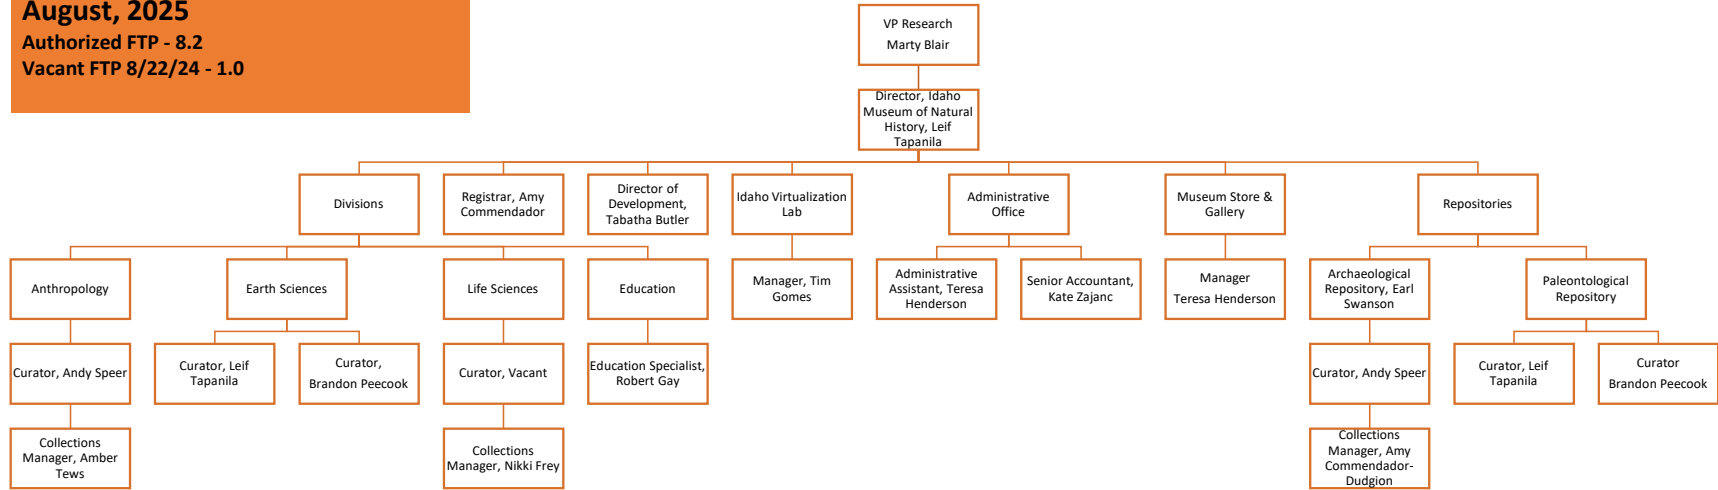 August, 2025
Authorized FTP - 8.2
Vacant FTP 8/22/24 - 1.0
VP Research
Marty Blair
Director, Idaho
Museum of Natural
History, Leif
Tapanila
Divisions
Registrar, Amy
Commendador
Director of
Development,
Tabatha Butler
Idaho Virtualization
Lab
Administrative
Office
Museum Store &
Gallery
Repositories
Anthropology
Earth Sciences
Life Sciences
Education
Manager, Tim
Gomes
Administrative
Assistant, Teresa
Henderson
Senior Accountant,
Kate Zajanc
Manager
Teresa Henderson
Archaeological
Repository, Earl
Swanson
Paleontological
Repository
Curator, Andy Speer
Curator, Leif
Tapanila
Curator,
Brandon Peecook
Curator, Vacant
Education Specialist,
Robert Gay
Curator, Andy Speer
Curator, Leif
Tapanila
Curator
Brandon Peecook
Collections
Manager, Amber
Tews
Collections
Manager, Nikki Frey
Collections
Manager, Amy
Commendador-
Dudgion